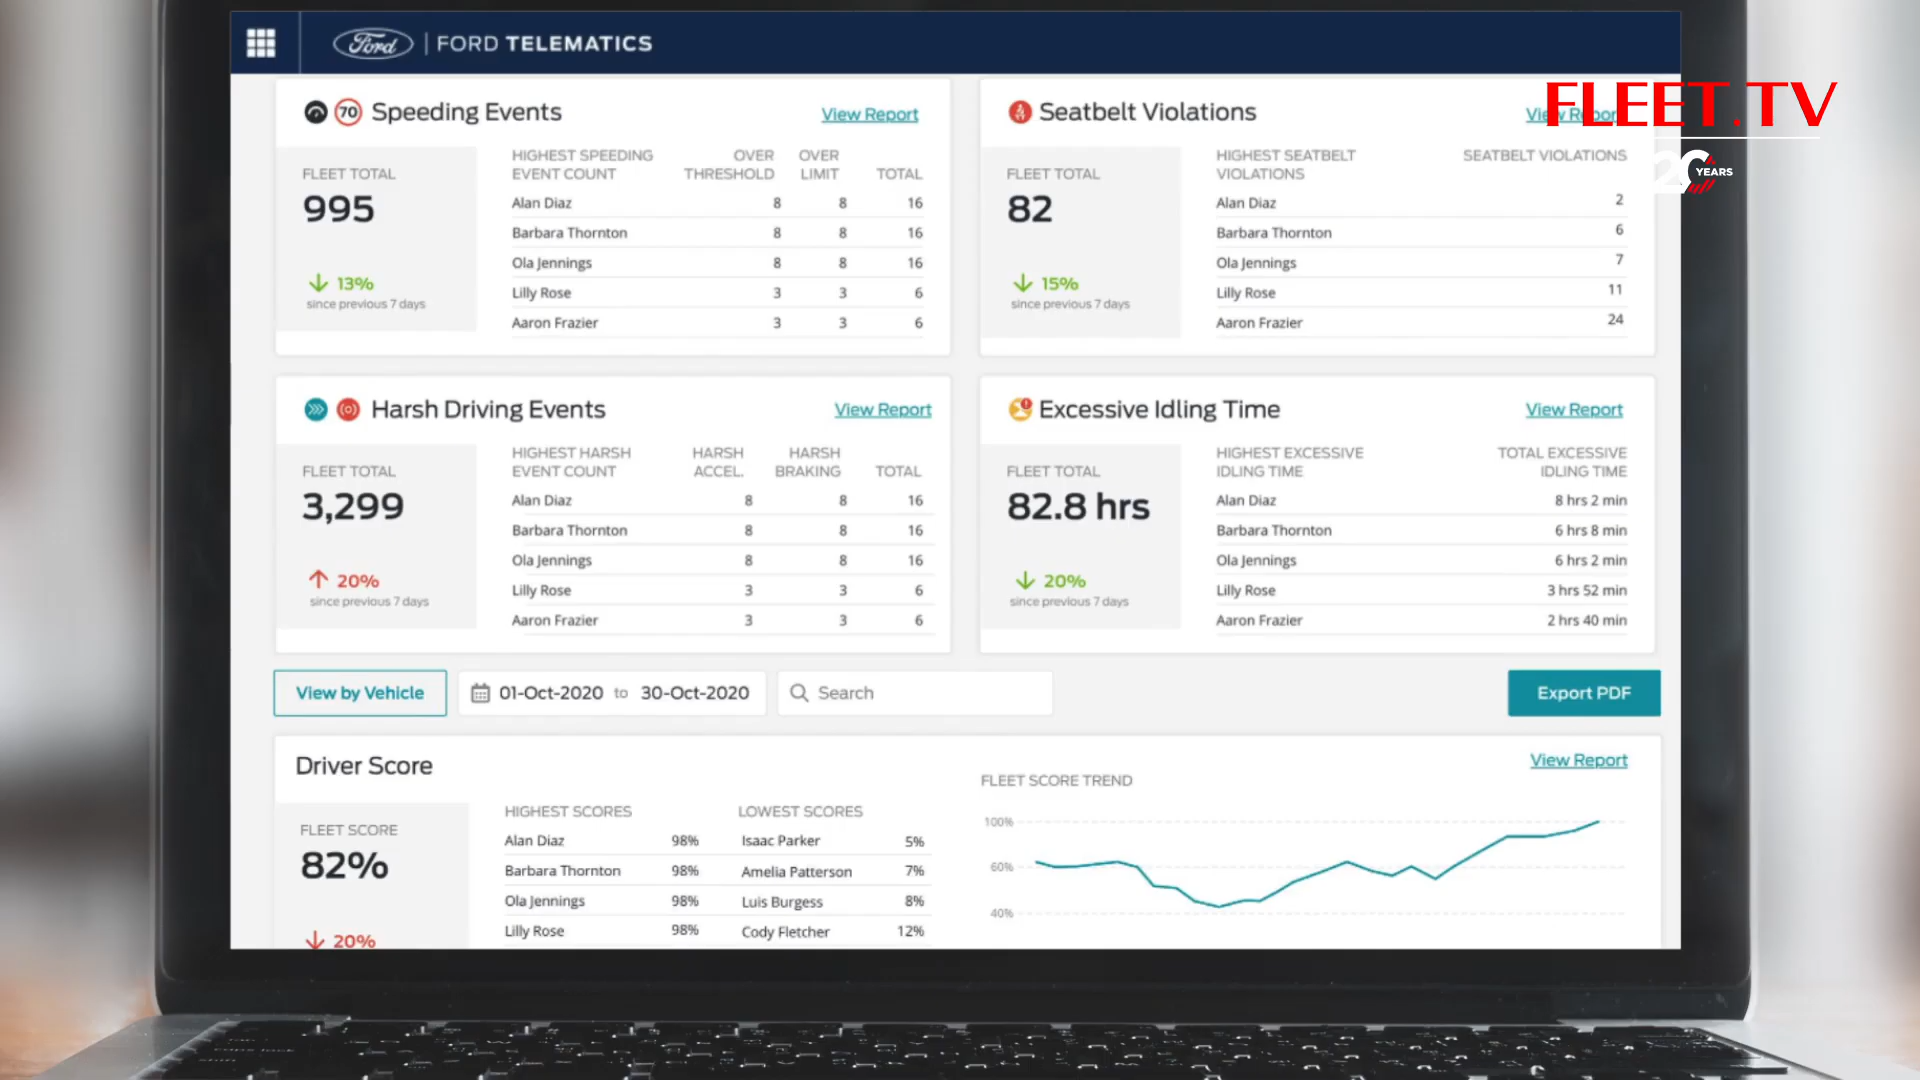 Ford | FORD TELEMATICS
FLEET.TV
20 YEARS
70 Speeding Events View Report
FLEET TOTAL
995
13%
since previous 7 days
HIGHEST SPEEDING EVENT COUNT OVER THRESHOLD OVER LIMIT TOTAL
Alan Diaz 8 8 16
Barbara Thornton 8 8 16
Ola Jennings 8 8 16
Lilly Rose 3 3 6
Aaron Frazier 3 3 6
Seatbelt Violations View Report
FLEET TOTAL
82
15%
since previous 7 days
HIGHEST SEATBELT VIOLATIONS SEATBELT VIOLATIONS
Alan Diaz 2
Barbara Thornton 6
Ola Jennings 7
Lilly Rose 11
Aaron Frazier 24
Harsh Driving Events View Report
FLEET TOTAL
3,299
20%
since previous 7 days
HIGHEST HARSH EVENT COUNT HARSH ACCEL. HARSH BRAKING TOTAL
Alan Diaz 8 8 16
Barbara Thornton 8 8 16
Ola Jennings 8 8 16
Lilly Rose 3 3 6
Aaron Frazier 3 3 6
Excessive Idling Time View Report
FLEET TOTAL
82.8 hrs
20%
since previous 7 days
HIGHEST EXCESSIVE IDLING TIME TOTAL EXCESSIVE IDLING TIME
Alan Diaz 8 hrs 2 min
Barbara Thornton 6 hrs 8 min
Ola Jennings 6 hrs 2 min
Lilly Rose 3 hrs 52 min
Aaron Frazier 2 hrs 40 min
View by Vehicle 01-Oct-2020 to 30-Oct-2020 Search Export PDF
Driver Score View Report
FLEET SCORE
82%
20%
HIGHEST SCORES
Alan Diaz 98%
Barbara Thornton 98%
Ola Jennings 98%
Lilly Rose 98%
LOWEST SCORES
Isaac Parker 5%
Amelia Patterson 7%
Luis Burgess 8%
Cody Fletcher 12%
FLEET SCORE TREND
100%
60%
40%